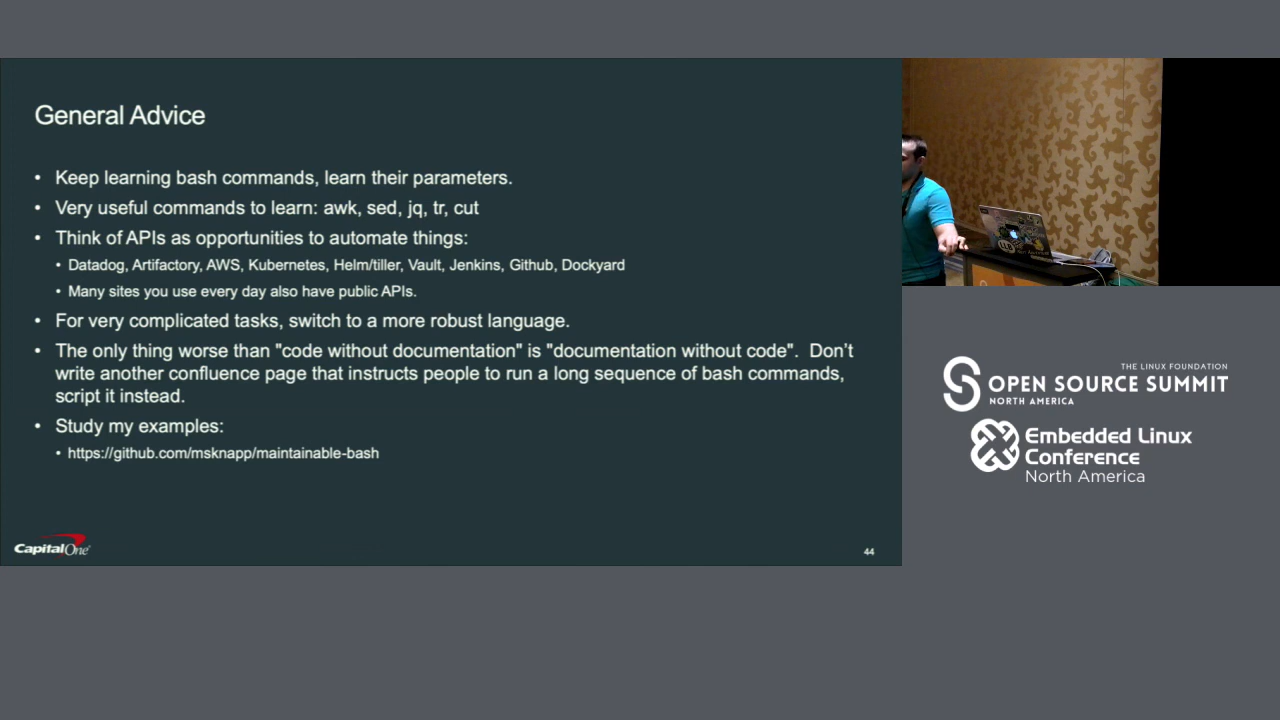 General Advice
• Keep learning bash commands, learn their parameters.
• Very useful commands to learn: awk, sed, jq, tr, cut
• Think of APIs as opportunities to automate things:
• Datadog, Artifactory, AWS, Kubernetes, Helm/tiller, Vault, Jenkins, Github, Dockyard
• Many sites you use every day also have public APIs.
• For very complicated tasks, switch to a more robust language.
• The only thing worse than "code without documentation" is "documentation without code". Don't
write another confluence page that instructs people to run a long sequence of bash commands,
script it instead.
• Study my examples:
• https://github.com/msknapp/maintainable-bash
CapitalOne
44
THE LINUX FOUNDATION
OPEN SOURCE SUMMIT
NORTH AMERICA
Embedded Linux
Conference
North America